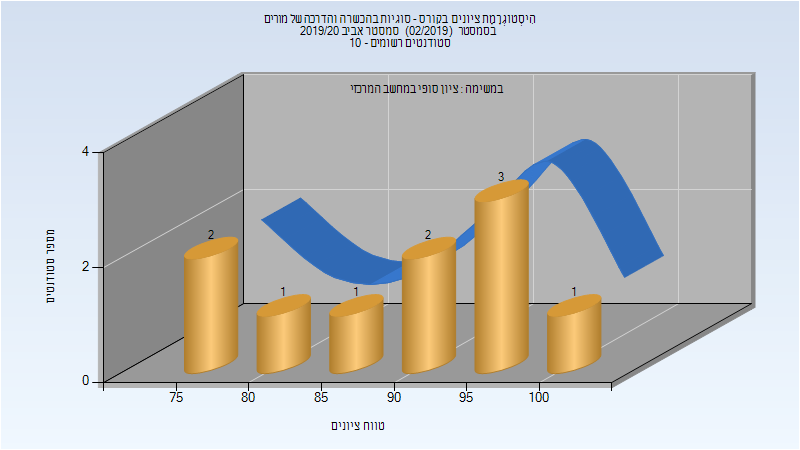 היסטוגרמת ציונים בקורס - סוגיות בהכשרה והדרכה של מורים
בסמסטר (02/2019) סמסטר אביב 2019/20
סטודנטים רשומים - 10
במשימה : ציון סופי במחשב המרכזי
4
2
0
מספר סטודנטים
2
1
1
2
3
1
75
80
85
90
95
100
טווח ציונים